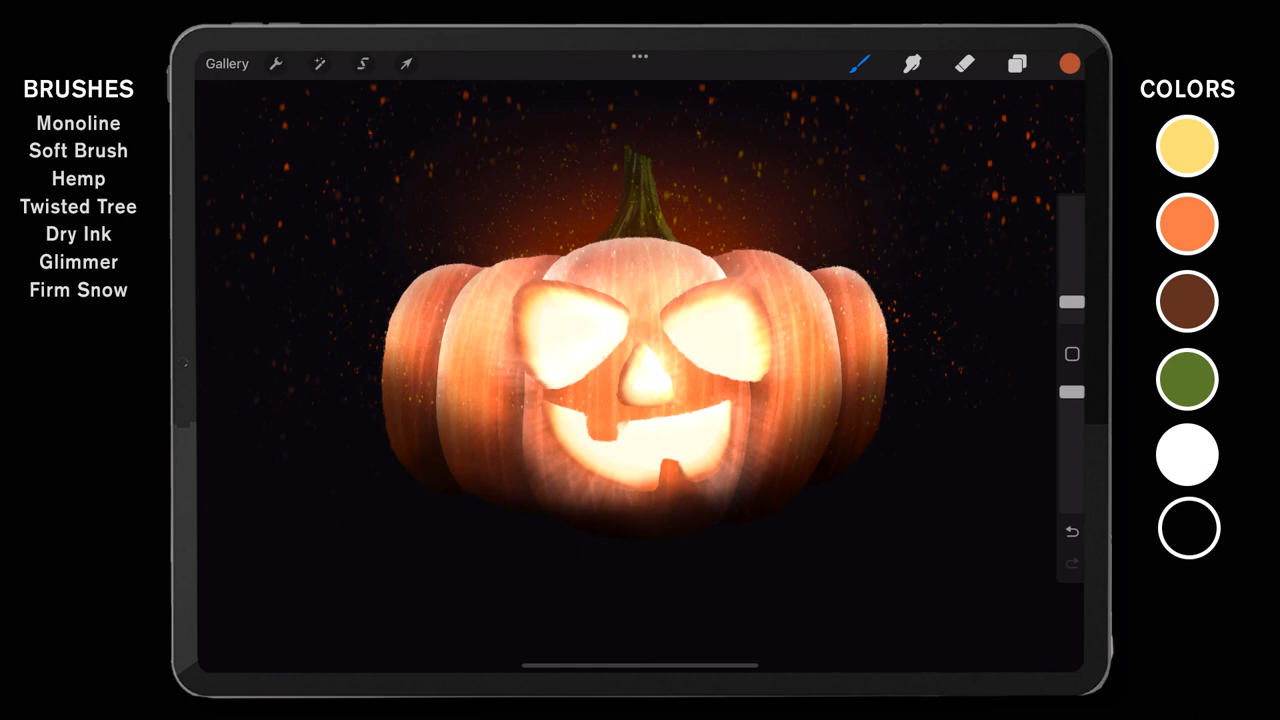 BRUSHES
Monoline
Soft Brush
Hemp
Twisted Tree
Dry Ink
Glimmer
Firm Snow
Gallery
COLORS